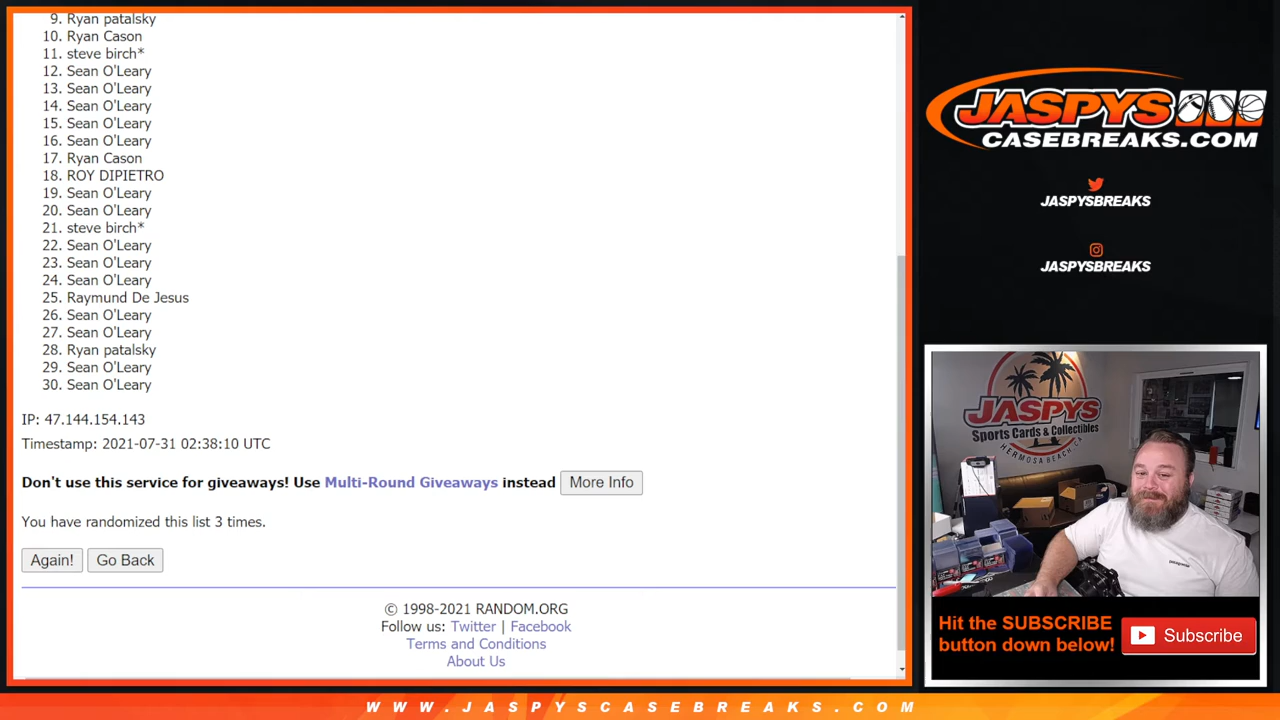 9. Ryan patalsky
10. Ryan Cason
11. steve birch*
12. Sean O'Leary
13. Sean O'Leary
14. Sean O'Leary
15. Sean O'Leary
16. Sean O'Leary
17. Ryan Cason
18. ROY DIPIETRO
19. Sean O'Leary
20. Sean O'Leary
21. steve birch*
22. Sean O'Leary
23. Sean O'Leary
24. Sean O'Leary
25. Raymund De Jesus
26. Sean O'Leary
27. Sean O'Leary
28. Ryan patalsky
29. Sean O'Leary
30. Sean O'Leary
IP: 47.144.154.143
Timestamp: 2021-07-31 02:38:10 UTC
Don't use this service for giveaways! Use Multi-Round Giveaways instead More Info
You have randomized this list 3 times.
Again! Go Back
© 1998-2021 RANDOM.ORG
Follow us: Twitter | Facebook
Terms and Conditions
About Us
JASPYS
CASEBREAKS.COM
JASPYSBREAKS
JASPYSBREAKS
JASPYS
Sports Cards & Collectibles
HERMOSA BEACH, CA
patagonia
Hit the SUBSCRIBE
button down below!
Subscribe
WWW.JASPYSCASEBREAKS.COM